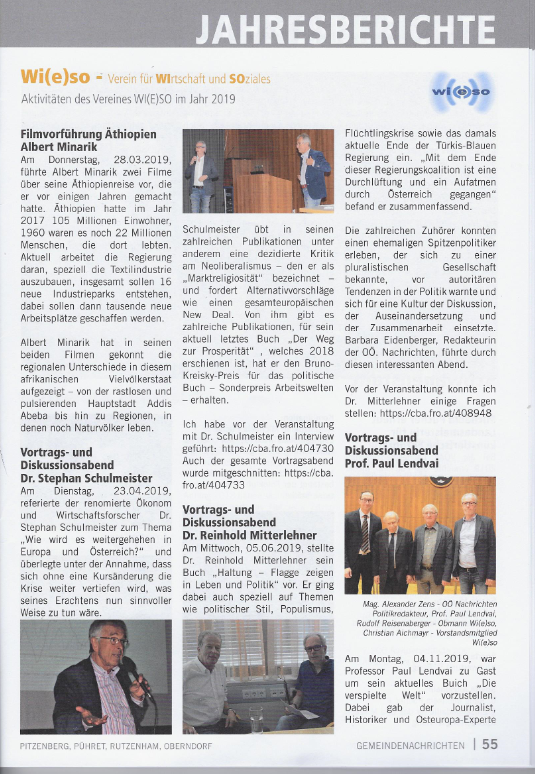 JAHRESBERICHTE
Wi(e)so - Verein für WIrtschaft und SOziales
Aktivitäten des Vereines WI(E)SO im Jahr 2019
wi(e)so
Filmvorführung Äthiopien
Albert Minarik
Am Donnerstag, 28.03.2019,
führte Albert Minarik zwei Filme
über seine Äthiopienreise vor, die
er vor einigen Jahren gemacht
hatte. Äthiopien hatte im Jahr
2017 105 Millionen Einwohner,
1960 waren es noch 22 Millionen
Menschen, die dort lebten.
Aktuell arbeitet die Regierung
daran, speziell die Textilindustrie
auszubauen, insgesamt sollen 16
neue Industrieparks entstehen,
dabei sollen dann tausende neue
Arbeitsplätze geschaffen werden.
Albert Minarik hat in seinen
beiden Filmen gekonnt die
regionalen Unterschiede in diesem
afrikanischen Vielvölkerstaat
aufgezeigt – von der rastlosen und
pulsierenden Hauptstadt Addis
Abeba bis hin zu Regionen, in
denen noch Naturvölker leben.
Vortrags- und
Diskussionsabend
Dr. Stephan Schulmeister
Am Dienstag, 23.04.2019,
referierte der renomierte Ökonom
und Wirtschaftsforscher Dr.
Stephan Schulmeister zum Thema
„Wie wird es weitergehen in
Europa und Österreich?“ und
überlegte unter der Annahme, dass
sich ohne eine Kursänderung die
Krise weiter vertiefen wird, was
seines Erachtens nun sinnvoller
Weise zu tun wäre.
Schulmeister übt in seinen
zahlreichen Publikationen unter
anderem eine dezidierte Kritik
am Neoliberalismus – den er als
„Marktreligiosität“ bezeichnet –
und fordert Alternativvorschläge
wie einen gesamteuropäischen
New Deal. Von ihm gibt es
zahlreiche Publikationen, für sein
aktuell letztes Buch „Der Weg
zur Prosperität“ , welches 2018
erschienen ist, hat er den Bruno-
Kreisky-Preis für das politische
Buch – Sonderpreis Arbeitswelten
– erhalten.
Ich habe vor der Veranstaltung
mit Dr. Schulmeister ein Interview
geführt: https://cba.fro.at/404730
Auch der gesamte Vortragsabend
wurde mitgeschnitten: https://cba.
fro.at/404733
Vortrags- und
Diskussionsabend
Dr. Reinhold Mitterlehner
Am Mittwoch, 05.06.2019, stellte
Dr. Reinhold Mitterlehner sein
Buch „Haltung – Flagge zeigen
in Leben und Politik“ vor. Er ging
dabei auch speziell auf Themen
wie politischer Stil, Populismus,
Flüchtlingskrise sowie das damals
aktuelle Ende der Türkis-Blauen
Regierung ein. „Mit dem Ende
dieser Regierungskoalition ist eine
Durchlüftung und ein Aufatmen
durch Österreich gegangen“
befand er zusammenfassend.
Die zahlreichen Zuhörer konnten
einen ehemaligen Spitzenpolitiker
erleben, der sich zu einer
pluralistischen Gesellschaft
bekannte, vor autoritären
Tendenzen in der Politik warnte und
sich für eine Kultur der Diskussion,
der Auseinandersetzung und
der Zusammenarbeit einsetzte.
Barbara Eidenberger, Redakteurin
der OÖ. Nachrichten, führte durch
diesen interessanten Abend.
Vor der Veranstaltung konnte ich
Dr. Mitterlehner einige Fragen
stellen: https://cba.fro.at/408948
Vortrags- und
Diskussionsabend
Prof. Paul Lendvai
Mag. Alexander Zens - OÖ Nachrichten
Politikredakteur, Prof. Paul Lendvai,
Rudolf Reisenaberger - Obmann Wi(e)so,
Christian Aichmayr - Vorstandsmitglied
Wi(e)so
Am Montag, 04.11.2019, war
Professor Paul Lendvai zu Gast
um sein aktuelles Buich „Die
verspielte Welt“ vorzustellen.
Dabei gab der Journalist,
Historiker und Osteuropa-Experte
PITZENBERG, PÜHRET, RUTZENHAM, OBERNDORF
GEMEINDENACHRICHTEN | 55